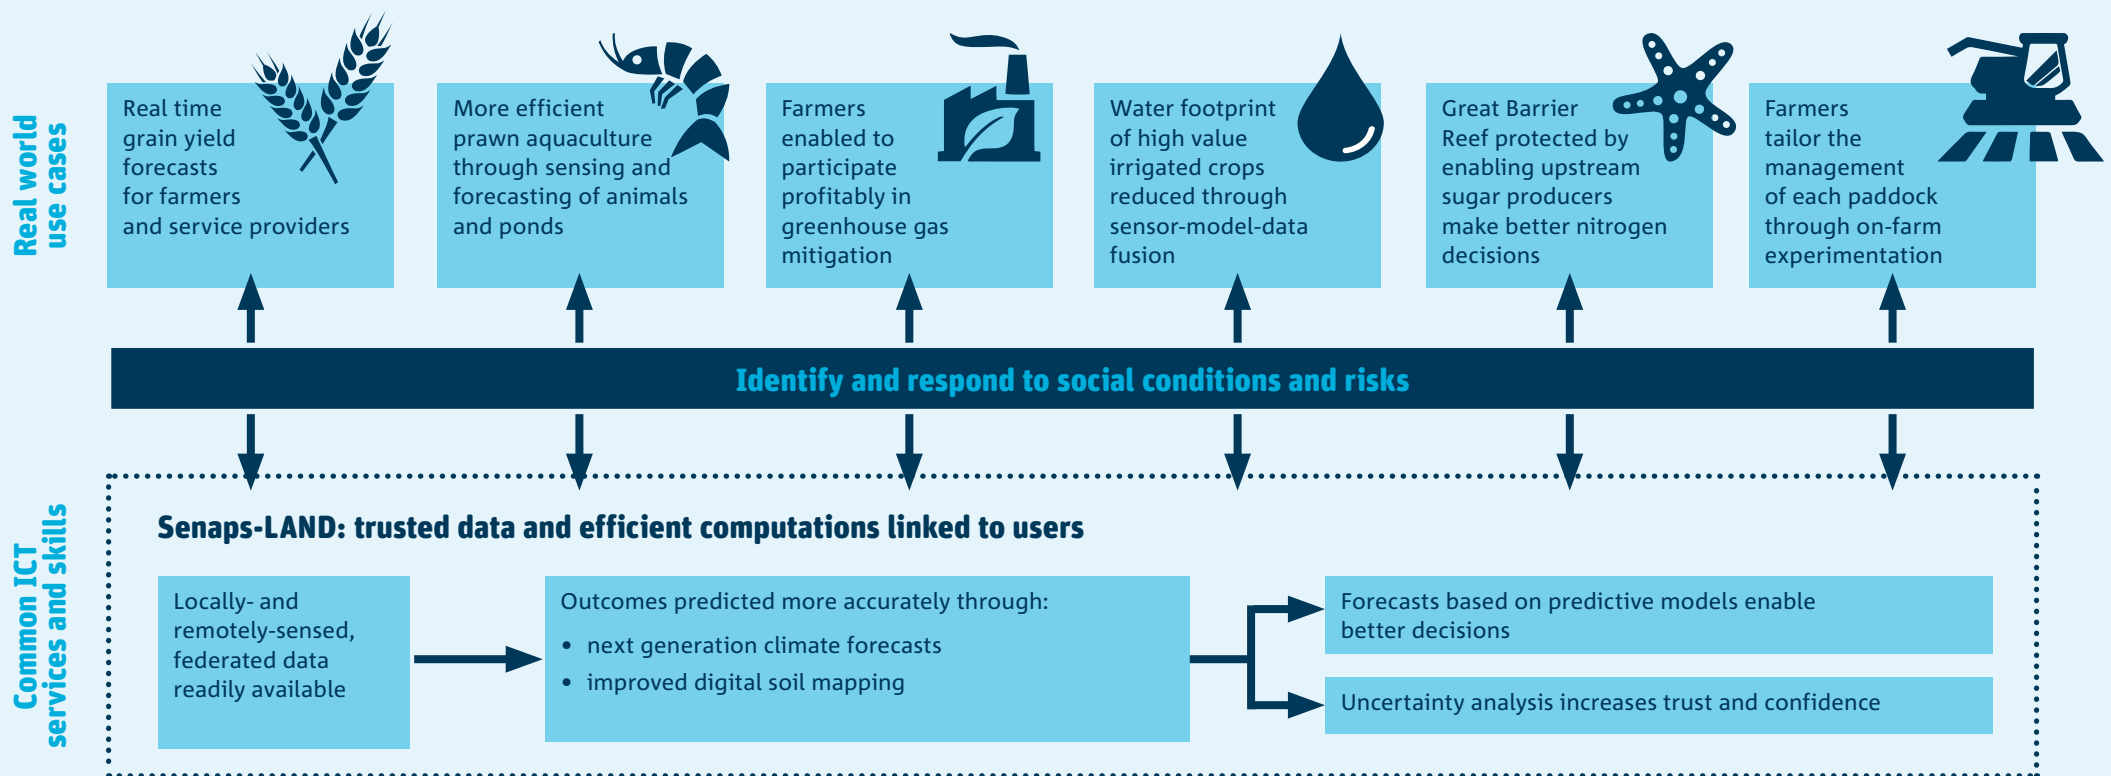 Real world
use cases
Real time
grain yield
forecasts
for farmers
and service providers
More efficient
prawn aquaculture
through sensing and
forecasting of animals
and ponds
Farmers
enabled to
participate
profitably in
greenhouse gas
mitigation
Water footprint
of high value
irrigated crops
reduced through
sensor-model-data
fusion
Great Barrier
Reef protected by
enabling upstream
sugar producers
make better nitrogen
decisions
Farmers
tailor the
management
of each paddock
through on-farm
experimentation
Identify and respond to social conditions and risks
Common ICT
services and skills
Senaps-LAND: trusted data and efficient computations linked to users
Locally- and
remotely-sensed,
federated data
readily available
Outcomes predicted more accurately through:
• next generation climate forecasts
• improved digital soil mapping
Forecasts based on predictive models enable
better decisions
Uncertainty analysis increases trust and confidence